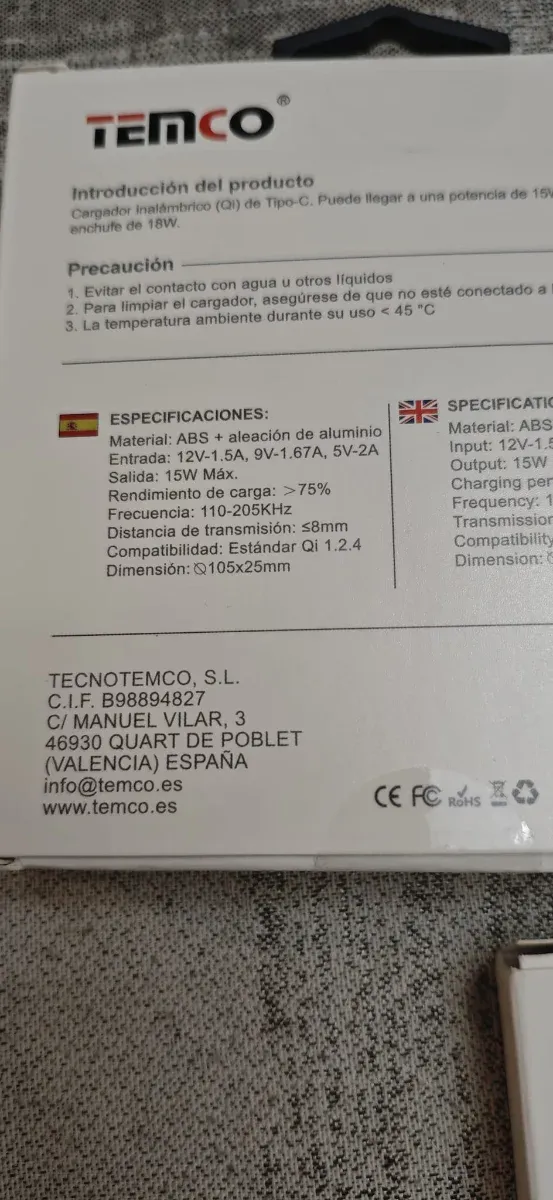 TEMCO®
Introducción del producto
Cargador Inalámbrico (Qi) de Tipo-C. Puede llegar a una potencia de 15W
enchufe de 18W.
Precaución
1. Evitar el contacto con agua u otros líquidos
2. Para limpiar el cargador, asegúrese de que no esté conectado a
3. La temperatura ambiente durante su uso < 45 °C
ESPECIFICACIONES:
Material: ABS + aleación de aluminio
Entrada: 12V-1.5A, 9V-1.67A, 5V-2A
Salida: 15W Máx.
Rendimiento de carga: >75%
Frecuencia: 110-205KHz
Distancia de transmisión: ≤8mm
Compatibilidad: Estándar Qi 1.2.4
Dimensión: ⦰105x25mm
SPECIFICATIO
Material: ABS
Input: 12V-1.5
Output: 15W
Charging per
Frequency: 1
Transmission
Compatibility
Dimension:
TECNOTEMCO, S.L.
C.I.F. B98894827
C/ MANUEL VILAR, 3
46930 QUART DE POBLET
(VALENCIA) ESPAÑA
info@temco.es
www.temco.es
CE FC RoHS